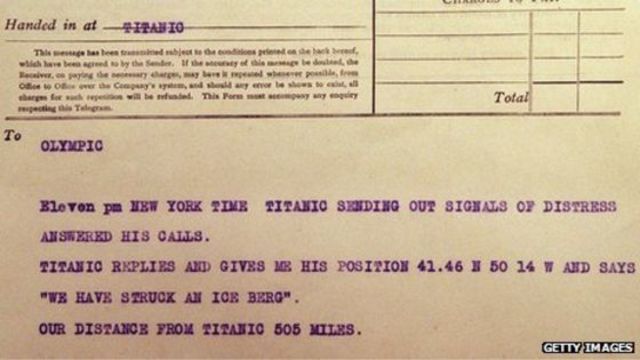 CHARGES TO PAY
Handed in at TITANIC
This message has been transmitted subject to the conditions printed on the back hereof,
which have been agreed to by the Sender. If the accuracy of this message be doubted, the
Receiver, on paying the necessary charges, may have it repeated whenever possible, from
Office to Office over the Company's system, and should any error be shown to exist, all
charges for such repetition will be refunded. This Form must accompany any enquiry
respecting this Telegram.
Total
To
OLYMPIC
Eleven pm NEW YORK TIME TITANIC SENDING OUT SIGNALS OF DISTRESS
ANSWERED HIS CALLS.
TITANIC REPLIES AND GIVES ME HIS POSITION 41.46 N 50 14 W AND SAYS
"WE HAVE STRUCK AN ICE BERG".
OUR DISTANCE FROM TITANIC 505 MILES.
GETTY IMAGES